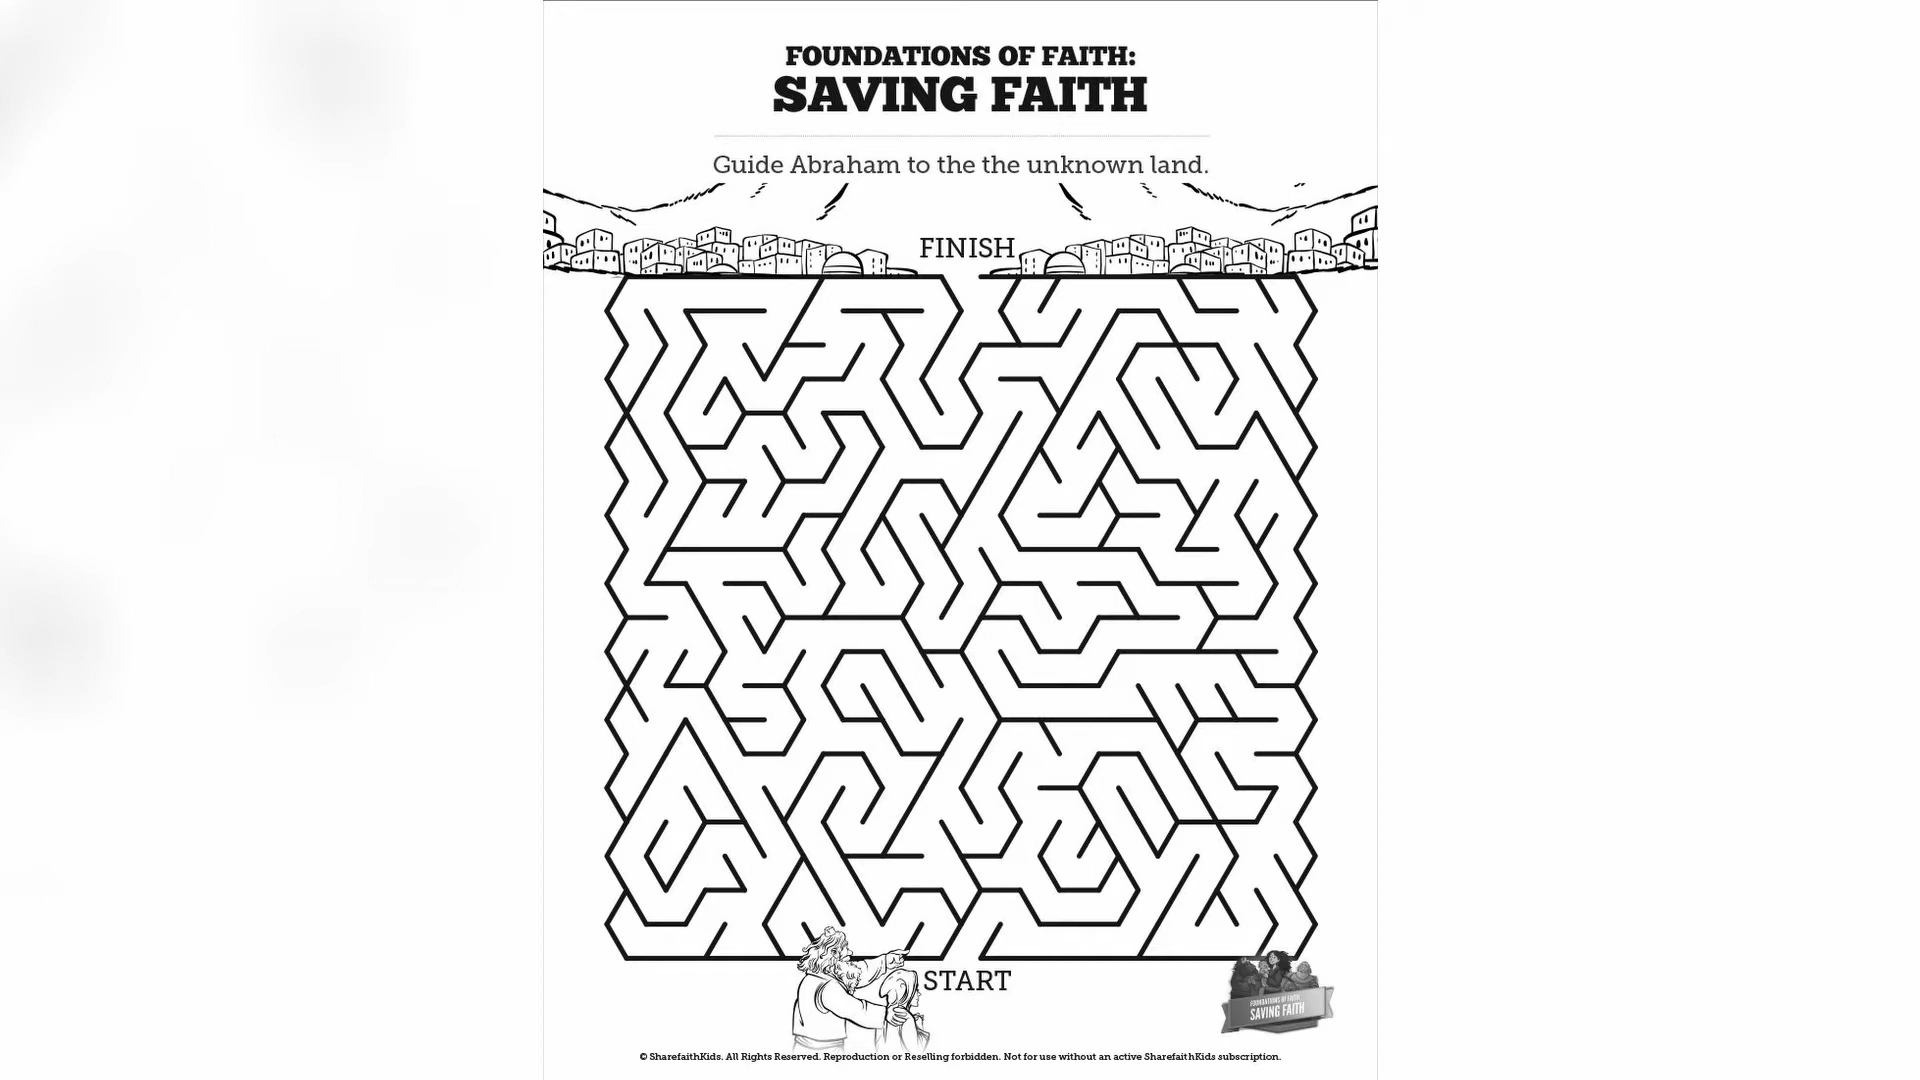 FOUNDATIONS OF FAITH:
SAVING FAITH
Guide Abraham to the the unknown land.
FINISH
START
FOUNDATIONS OF FAITH:
SAVING FAITH
© SharefaithKids. All Rights Reserved. Reproduction or Reselling forbidden. Not for use without an active SharefaithKids subscription.